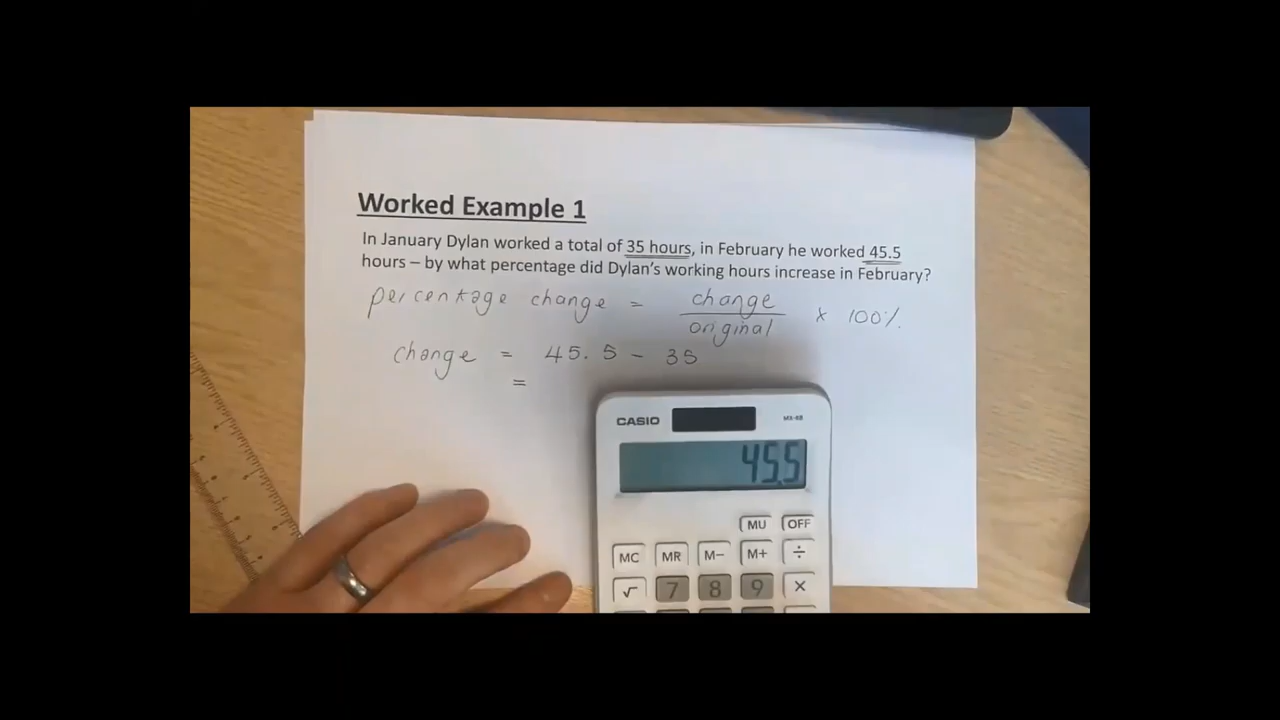 Worked Example 1
In January Dylan worked a total of 35 hours, in February he worked 45.5
hours – by what percentage did Dylan's working hours increase in February?
percentage change = change / original × 100%.
change = 45.5 - 35
=
CASIO MX-8B
45.5
MU OFF
MC MR M- M+ ÷
√ 7 8 9 ×